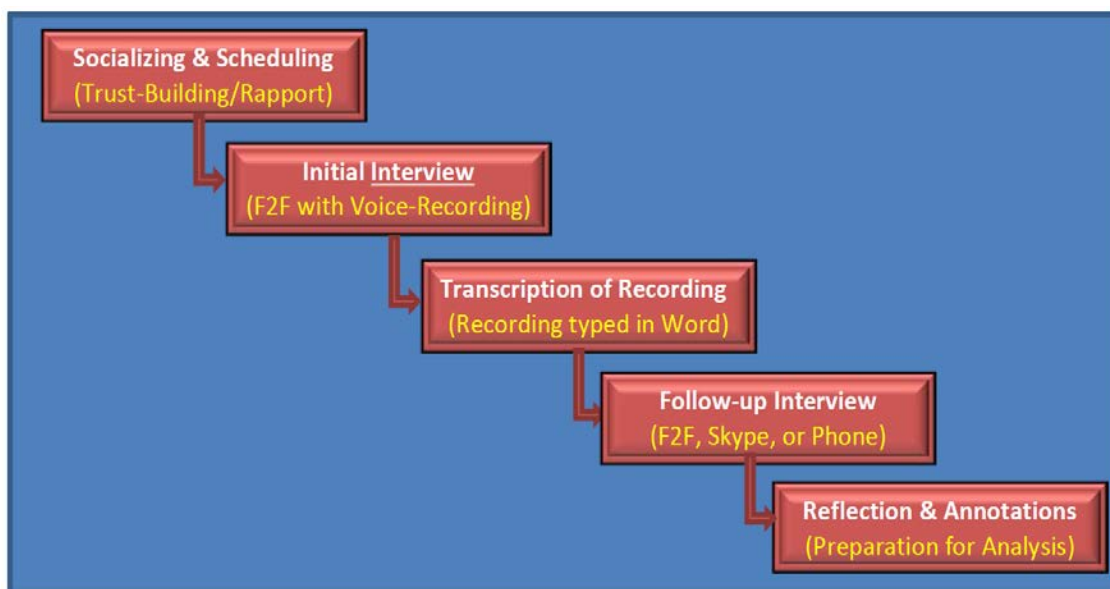 Socializing & Scheduling
(Trust-Building/Rapport)
Initial Interview
(F2F with Voice-Recording)
Transcription of Recording
(Recording typed in Word)
Follow-up Interview
(F2F, Skype, or Phone)
Reflection & Annotations
(Preparation for Analysis)